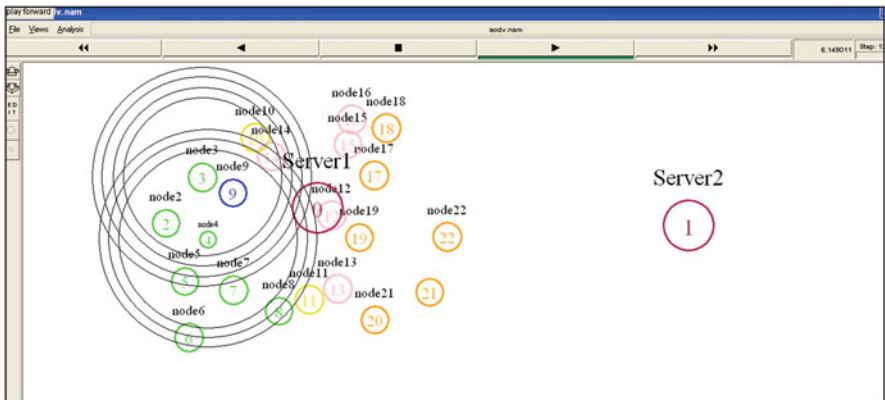 play forward v.nam
File Views Analysis aodv.nam
6.149011 Step: 1
E D
I T
node16
node18
node10
node15
node14
18
node3
Server1
node17
node9
3
17
9
Server2
node2
node12
0
node19
node22
2
node4
1
4
19
22
node5
node7
node13
node11
5
node8
node21
7
13
21
11
node6
8
20
6